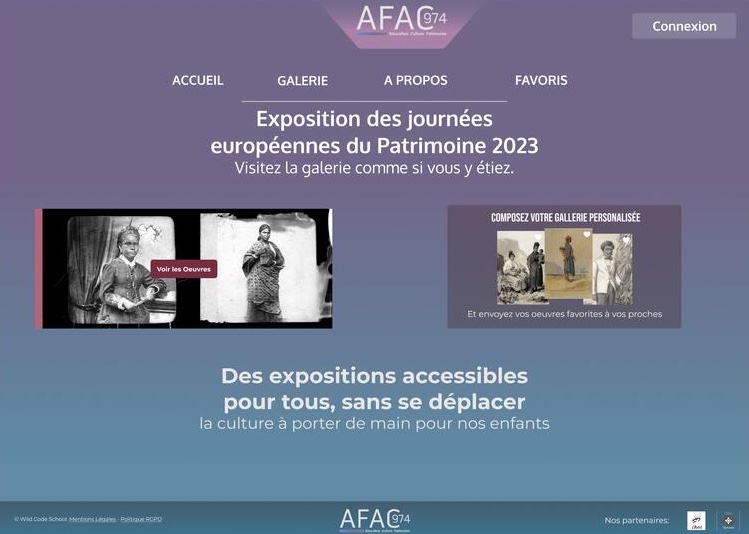 AFAC974
Education Culture Patrimoine
Connexion
ACCUEIL GALERIE A PROPOS FAVORIS
Exposition des journées
européennes du Patrimoine 2023
Visitez la galerie comme si vous y étiez.
Voir les Oeuvres
COMPOSEZ VOTRE GALLERIE PERSONALISÉE
Et envoyez vos oeuvres favorites à vos proches
Des expositions accessibles
pour tous, sans se déplacer
la culture à porter de main pour nos enfants
© Wild Code School Mentions Légales - Politique RGPD
AFAC974
Education Culture Patrimoine
Nos partenaires: